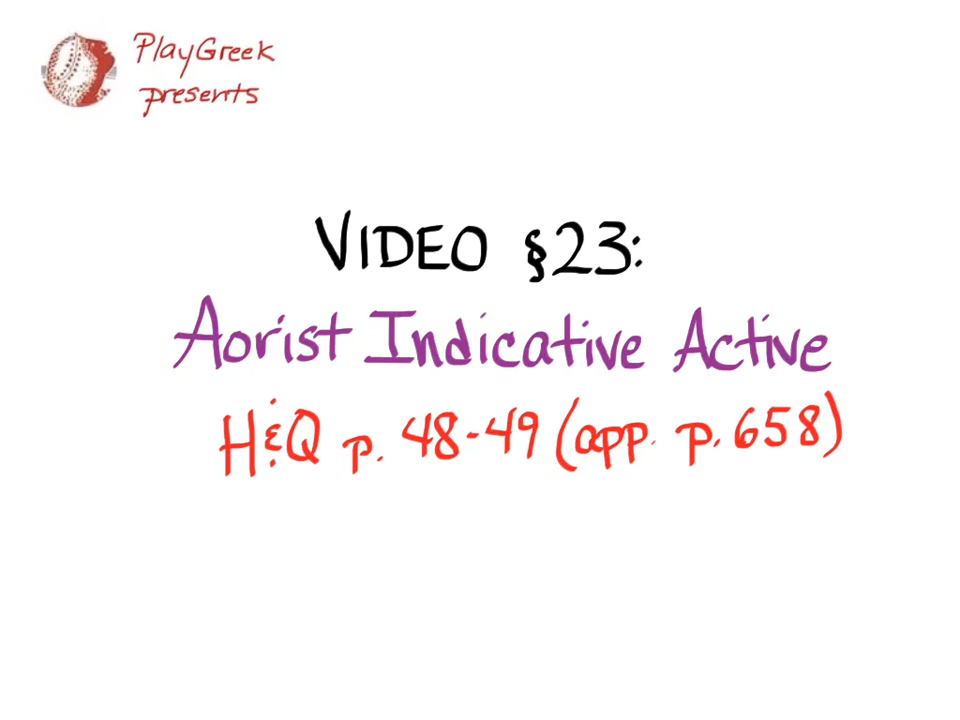 PlayGreek
presents
VIDEO §23:
Aorist Indicative Active
H&Q p. 48-49 (app. p. 658)